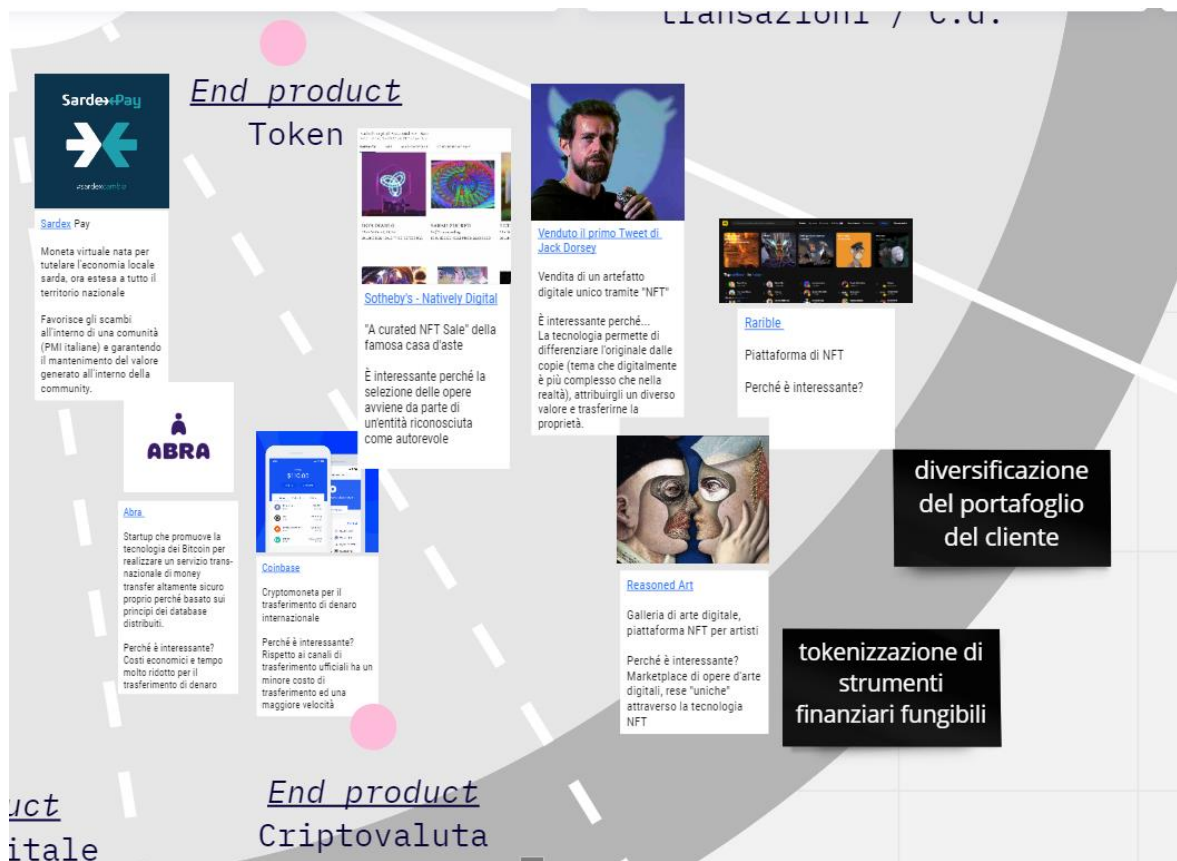 transazioni / C.d.
End product
Token
SardexPay
#sardexcambia
Sardex Pay
Moneta virtuale nata per
tutelare l'economia locale
sarda, ora estesa a tutto il
territorio nazionale
Favorisce gli scambi
all'interno di una comunità
(PMI italiane) e garantendo
il mantenimento del valore
generato all'interno della
community.
Sotheby's - Natively Digital
"A curated NFT Sale" della
famosa casa d'aste
È interessante perché la
selezione delle opere
avviene da parte di
un'entità riconosciuta
come autorevole
Venduto il primo Tweet di
Jack Dorsey
Vendita di un artefatto
digitale unico tramite "NFT"
È interessante perché...
La tecnologia permette di
differenziare l'originale dalle
copie (tema che digitalmente
è più complesso che nella
realtà), attribuirgli un diverso
valore e trasferirne la
proprietà.
Rarible
Piattaforma di NFT
Perché è interessante?
ABRA
Abra
Startup che promuove la
tecnologia dei Bitcoin per
realizzare un servizio trans-
nazionale di money
transfer altamente sicuro
proprio perché basato sui
principi dei database
distribuiti.
Perché è interessante?
Costi economici e tempo
molto ridotto per il
trasferimento di denaro
Coinbase
Cryptomoneta per il
trasferimento di denaro
internazionale
Perché è interessante?
Rispetto ai canali di
trasferimento ufficiali ha un
minore costo di
trasferimento ed una
maggiore velocità
Reasoned Art
Galleria di arte digitale,
piattaforma NFT per artisti
Perché è interessante?
Marketplace di opere d'arte
digitali, rese "uniche"
attraverso la tecnologia
NFT
diversificazione
del portafoglio
del cliente
tokenizzazione di
strumenti
finanziari fungibili
End product
Criptovaluta
uct
itale